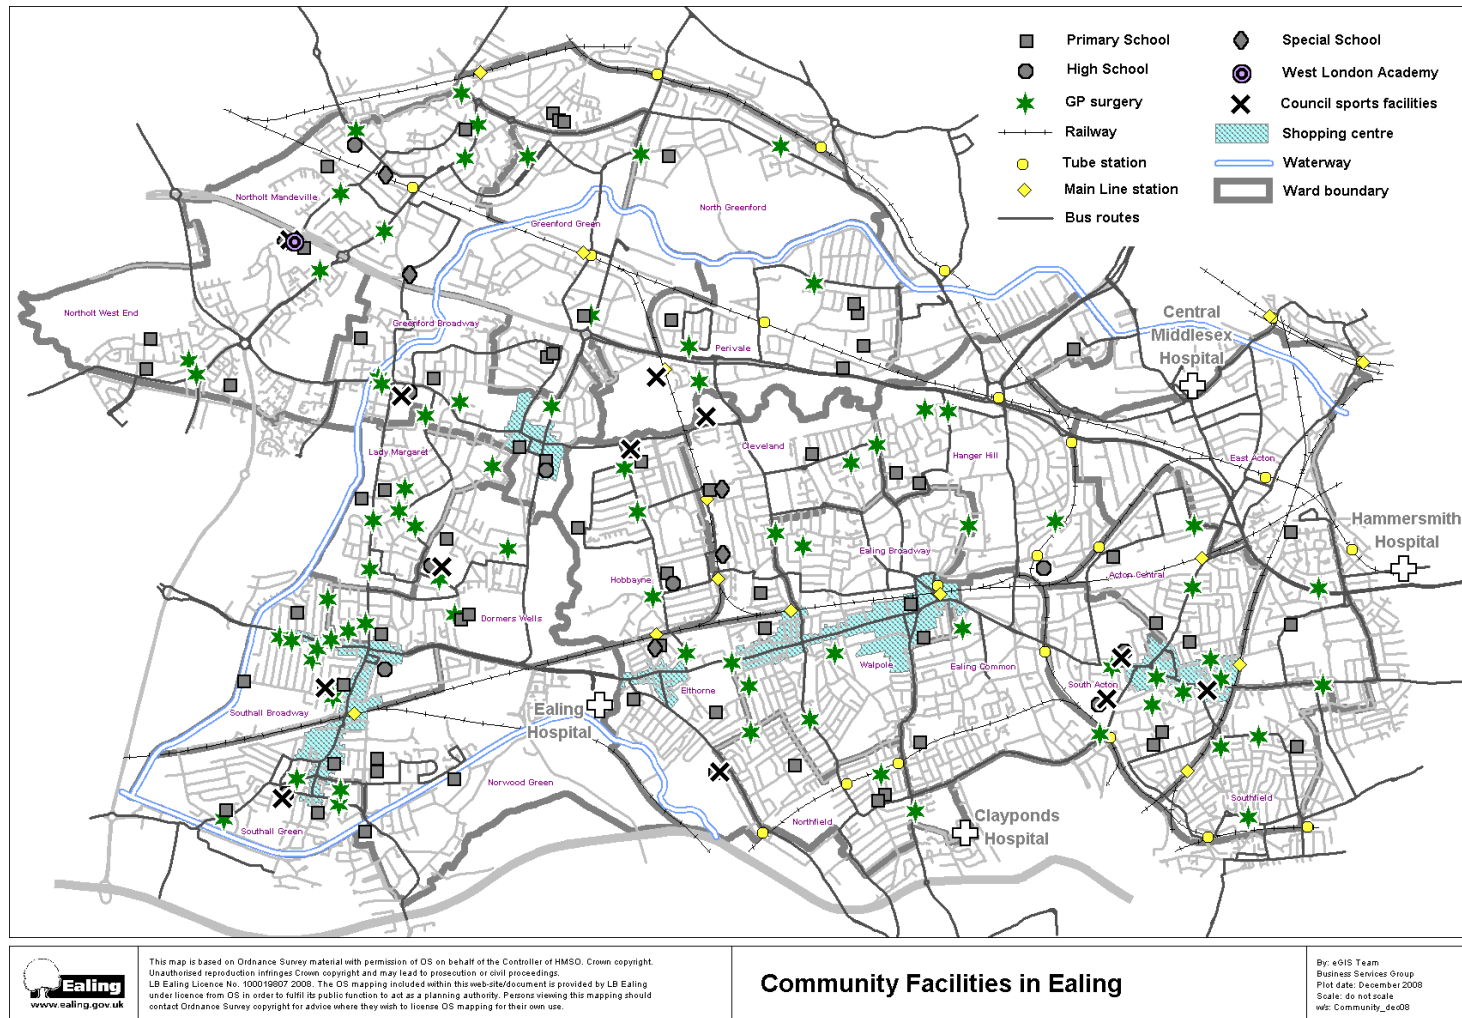 Primary School
High School
GP surgery
Railway
Tube station
Main Line station
Bus routes
Special School
West London Academy
Council sports facilities
Shopping centre
Waterway
Ward boundary
Northolt Mandeville
Greenford Green
North Greenford
Northolt West End
Greenford Broadway
Perivale
Central
Middlesex
Hospital
Lady Margaret
Cleveland
Hanger Hill
East Acton
Hammersmith
Hospital
Ealing Broadway
Hobbayne
Acton Central
Dormers Wells
Walpole
Ealing Common
Elthorne
South Acton
Southall Broadway
Ealing
Hospital
Norwood Green
Southall Green
Northfield
Clayponds
Hospital
Southfield
Ealing
www.ealing.gov.uk
This map is based on Ordnance Survey material with permission of OS on behalf of the Controller of HMSO. Crown copyright.
Unauthorised reproduction infringes Crown copyright and may lead to prosecution or civil proceedings.
LB Ealing Licence No. 100019807 2008. The OS mapping included within this web-site/document is provided by LB Ealing
under licence from OS in order to fulfil its public function to act as a planning authority. Persons viewing this mapping should
contact Ordnance Survey copyright for advice where they wish to license OS mapping for their own use.
Community Facilities in Ealing
By: eGIS Team
Business Services Group
Plot date: December 2008
Scale: do not scale
w/s: Community_dec08